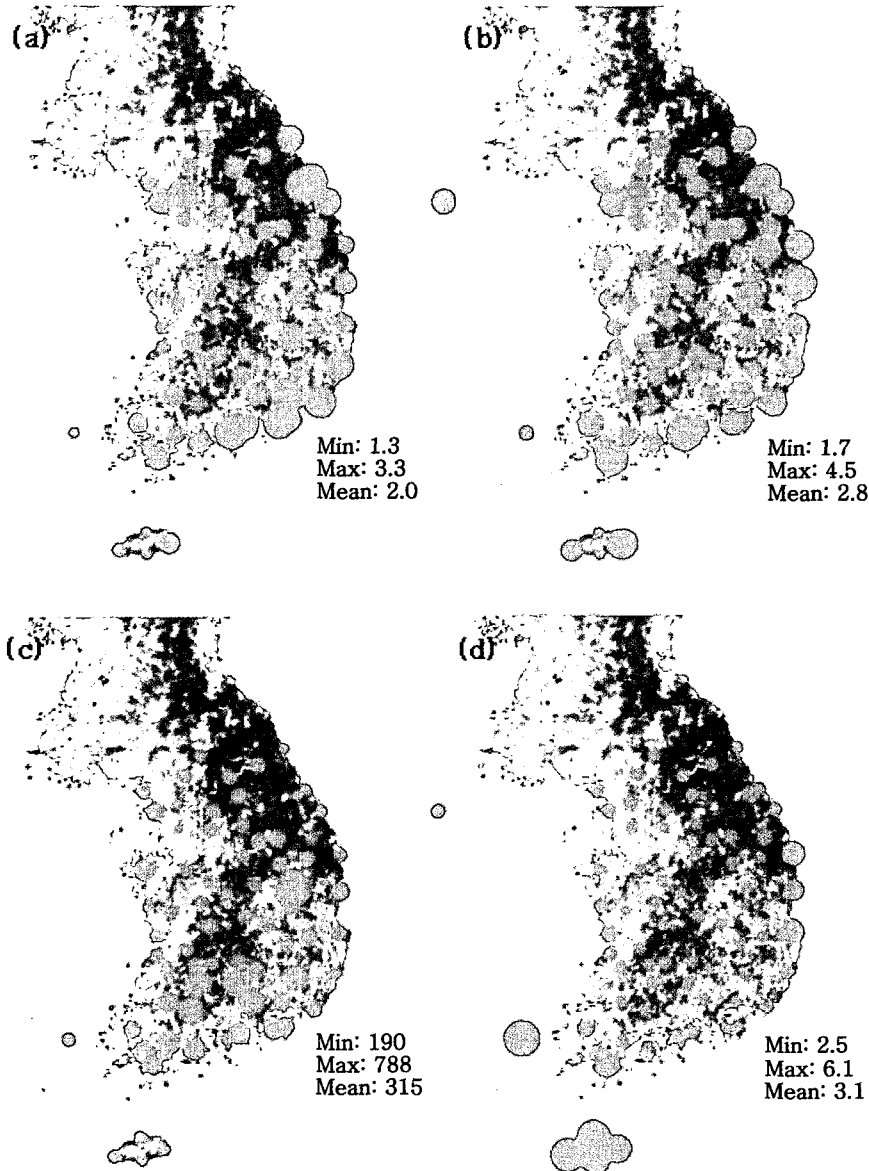 (a)
(b)
Min: 1.3
Max: 3.3
Mean: 2.0
Min: 1.7
Max: 4.5
Mean: 2.8
(c)
(d)
Min: 190
Max: 788
Mean: 315
Min: 2.5
Max: 6.1
Mean: 3.1